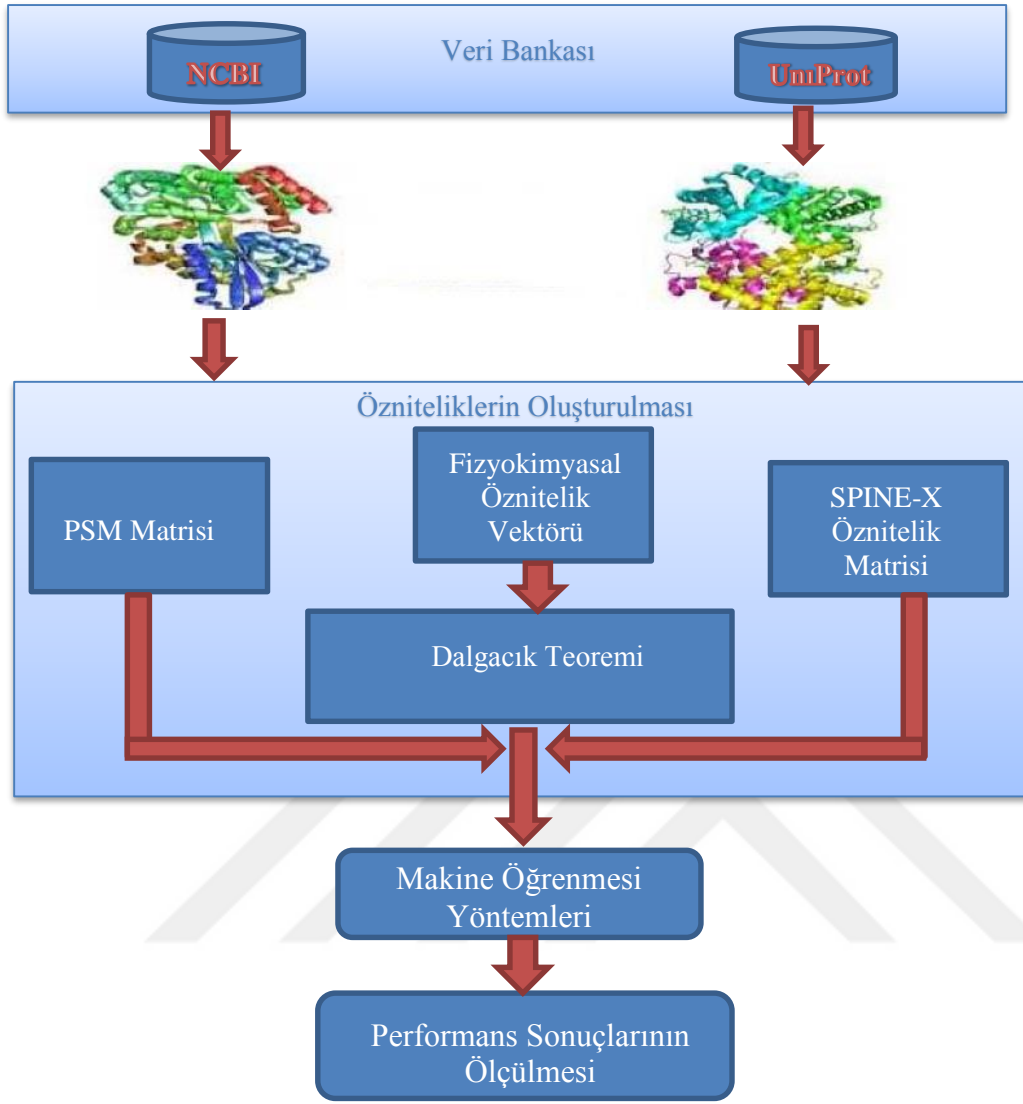 Veri Bankası
NCBI
UnıProt
Özniteliklerin Oluşturulması
PSM Matrisi
Fizyokimyasal
Öznitelik
Vektörü
SPINE-X
Öznitelik
Matrisi
Dalgacık Teoremi
Makine Öğrenmesi
Yöntemleri
Performans Sonuçlarının
Ölçülmesi